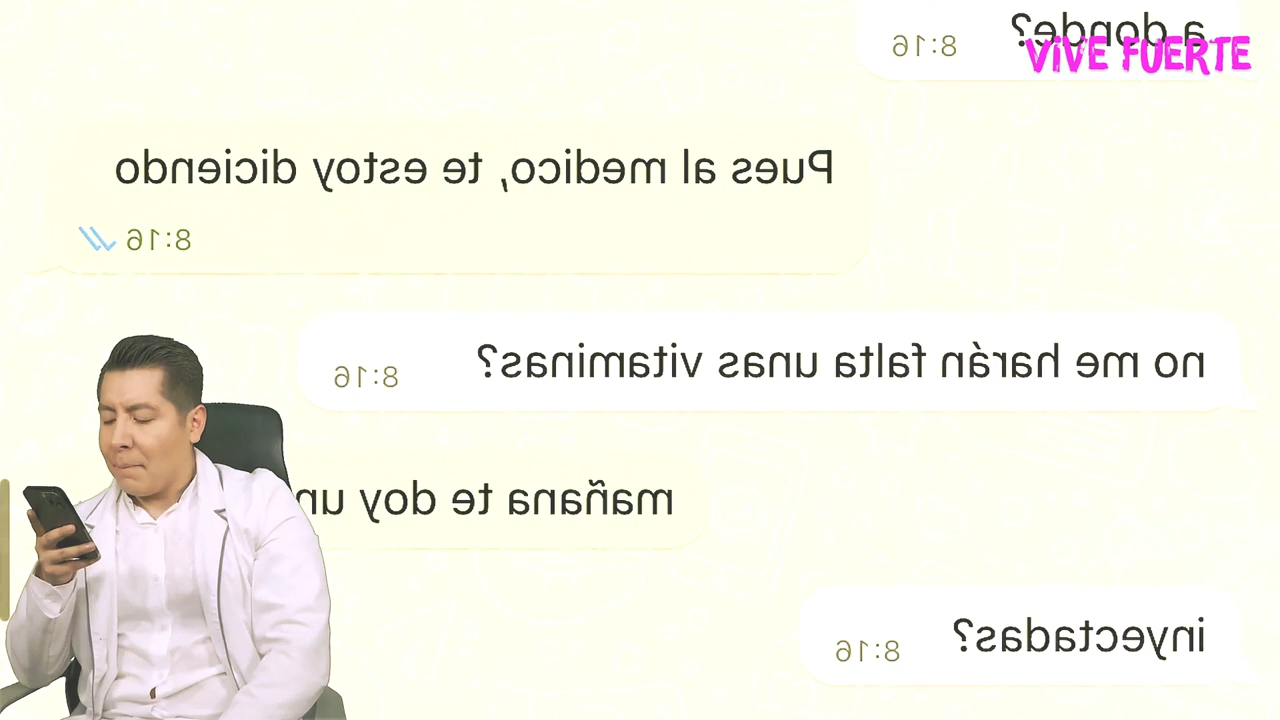 a donde?
8:16
VIVE FUERTE
Pues al medico, te estoy diciendo
8:16
no me harán falta unas vitaminas?
8:16
mañana te doy un
inyectadas?
8:16